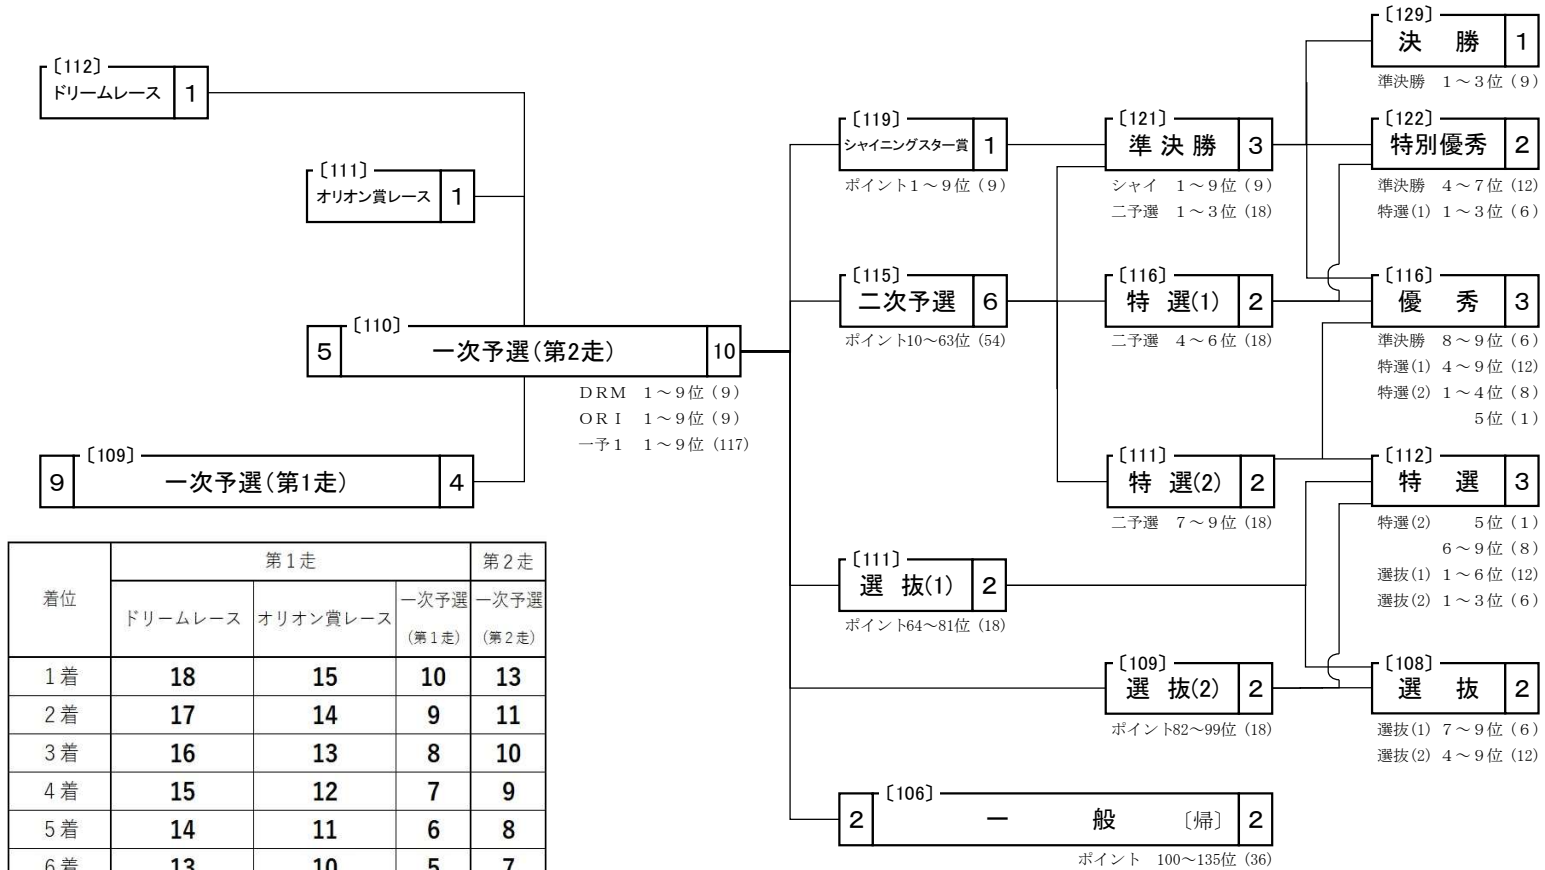 〔112〕
ドリームレース 1
〔111〕
オリオン賞レース 1
〔110〕
5 一次予選(第2走) 10
DRM 1～9位(9)
ORI 1～9位(9)
一予1 1～9位(117)
〔109〕
9 一次予選(第1走) 4
〔119〕
シャイニングスター賞 1
ポイント1～9位(9)
〔115〕
二次予選 6
ポイント10～63位(54)
〔111〕
選 抜(1) 2
ポイント64～81位(18)
〔121〕
準決勝 3
シャイ 1～9位(9)
二予選 1～3位(18)
〔116〕
特 選(1) 2
二予選 4～6位(18)
〔111〕
特 選(2) 2
二予選 7～9位(18)
〔109〕
選 抜(2) 2
ポイント82～99位(18)
〔106〕
2 一 般 〔帰〕 2
ポイント 100～135位(36)
〔129〕
決 勝 1
準決勝 1～3位(9)
〔122〕
特別優秀 2
準決勝 4～7位(12)
特選(1) 1～3位(6)
〔116〕
優 秀 3
準決勝 8～9位(6)
特選(1) 4～9位(12)
特選(2) 1～4位(8)
5位(1)
〔112〕
特 選 3
特選(2) 5位(1)
6～9位(8)
選抜(1) 1～6位(12)
選抜(2) 1～3位(6)
〔108〕
選 抜 2
選抜(1) 7～9位(6)
選抜(2) 4～9位(12)
着位 第1走 第2走
ドリームレース オリオン賞レース 一次予選(第1走) 一次予選(第2走)
1着 18 15 10 13
2着 17 14 9 11
3着 16 13 8 10
4着 15 12 7 9
5着 14 11 6 8
6着 13 10 5 7